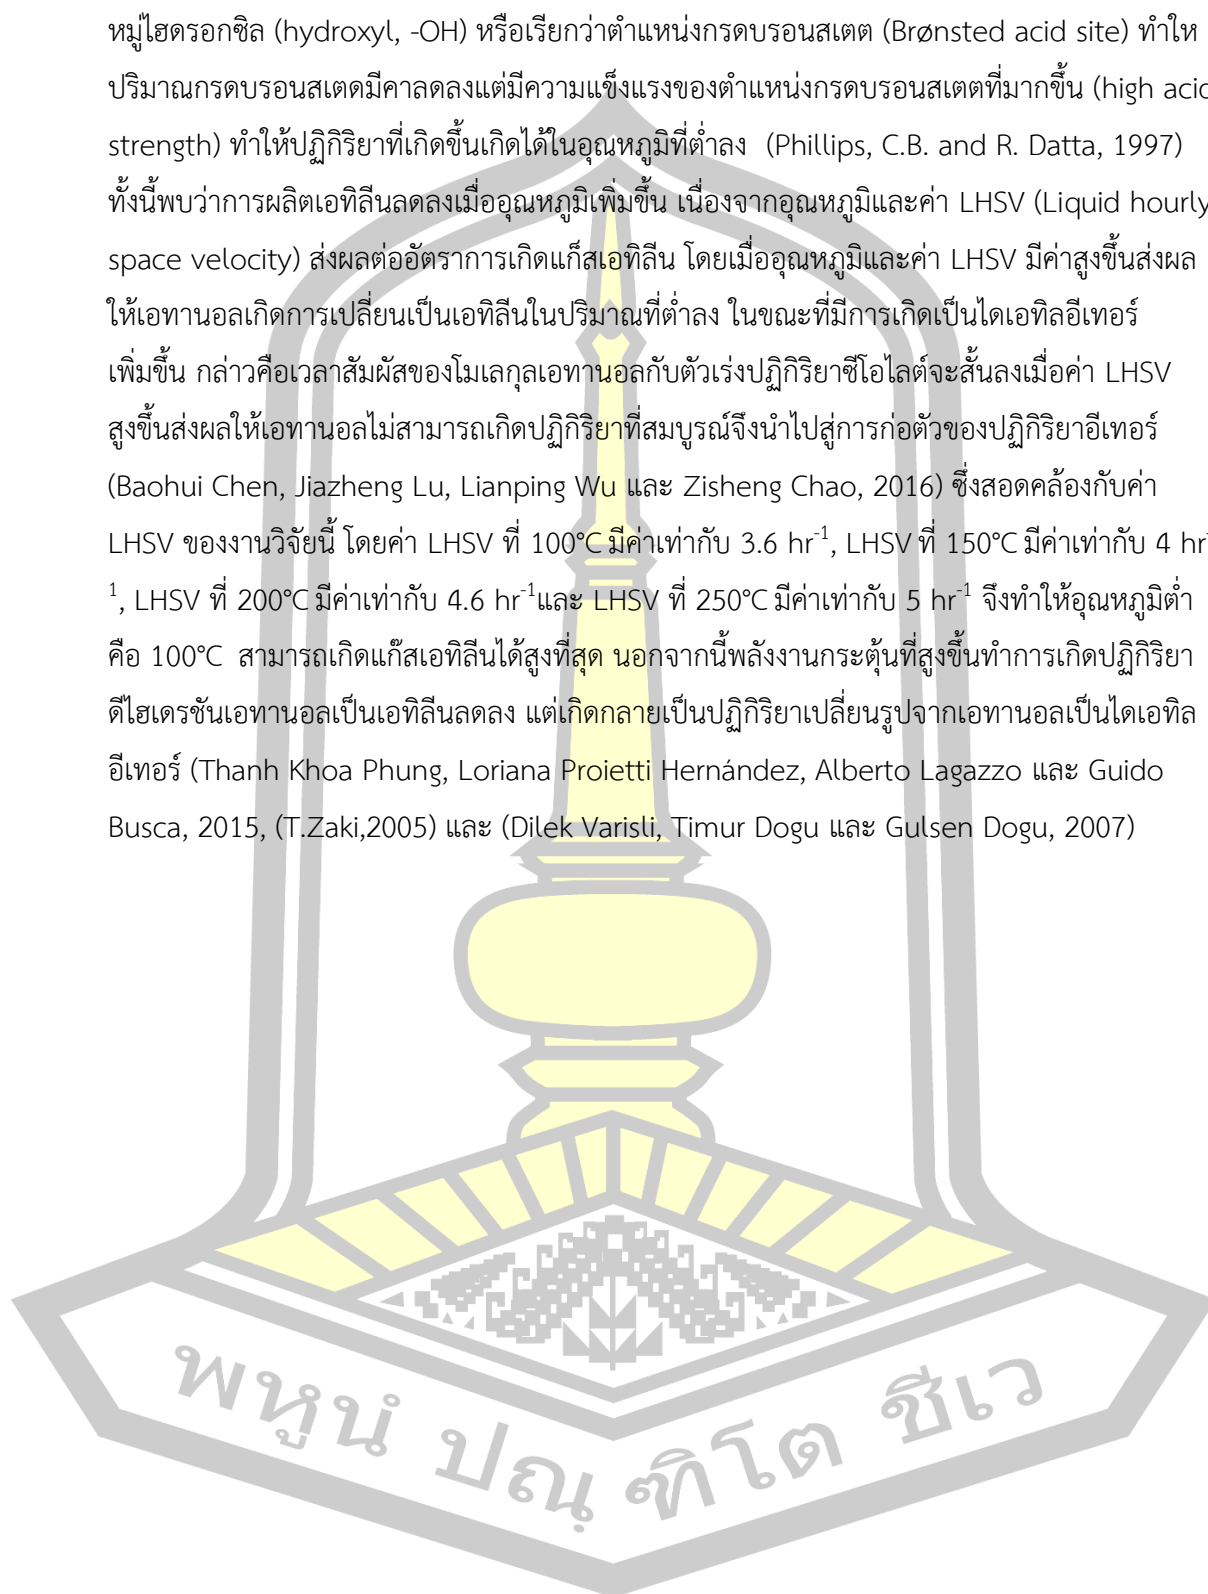 หมู่ไฮดรอกซิล (hydroxyl, -OH) หรือเรียกว่าตำแหน่งกรดบรอนสเตต (Brønsted acid site) ทำให
ปริมาณกรดบรอนสเตดมีคาลดลงแต่มีความแข็งแรงของตำแหน่งกรดบรอนสเตตที่มากขึ้น (high acid
strength) ทำให้ปฏิกิริยาที่เกิดขึ้นเกิดได้ในอุณหภูมิที่ต่ำลง (Phillips, C.B. and R. Datta, 1997)
ทั้งนี้พบว่าการผลิตเอทิลีนลดลงเมื่ออุณหภูมิเพิ่มขึ้น เนื่องจากอุณหภูมิและค่า LHSV (Liquid hourly
space velocity) ส่งผลต่ออัตราการเกิดแก็สเอทิลีน โดยเมื่ออุณหภูมิและค่า LHSV มีค่าสูงขึ้นส่งผล
ให้เอทานอลเกิดการเปลี่ยนเป็นเอทิลีนในปริมาณที่ต่ำลง ในขณะที่มีการเกิดเป็นไดเอทิลอีเทอร์
เพิ่มขึ้น กล่าวคือเวลาสัมผัสของโมเลกุลเอทานอลกับตัวเร่งปฏิกิริยาซีโอไลต์จะสั้นลงเมื่อค่า LHSV
สูงขึ้นส่งผลให้เอทานอลไม่สามารถเกิดปฏิกิริยาที่สมบูรณ์จึงนำไปสู่การก่อตัวของปฏิกิริยาอีเทอร์
(Baohui Chen, Jiazheng Lu, Lianping Wu และ Zisheng Chao, 2016) ซึ่งสอดคล้องกับค่า
LHSV ของงานวิจัยนี้ โดยค่า LHSV ที่ 100°C มีค่าเท่ากับ 3.6 hr⁻¹, LHSV ที่ 150°C มีค่าเท่ากับ 4 hr⁻
¹, LHSV ที่ 200°C มีค่าเท่ากับ 4.6 hr⁻¹และ LHSV ที่ 250°C มีค่าเท่ากับ 5 hr⁻¹ จึงทำให้อุณหภูมิต่ำ
คือ 100°C สามารถเกิดแก๊สเอทิลีนได้สูงที่สุด นอกจากนี้พลังงานกระตุ้นที่สูงขึ้นทำการเกิดปฏิกิริยา
ดีไฮเดรชันเอทานอลเป็นเอทิลีนลดลง แต่เกิดกลายเป็นปฏิกิริยาเปลี่ยนรูปจากเอทานอลเป็นไดเอทิล
อีเทอร์ (Thanh Khoa Phung, Loriana Proietti Hernández, Alberto Lagazzo และ Guido
Busca, 2015, (T.Zaki,2005) และ (Dilek Varisli, Timur Dogu และ Gulsen Dogu, 2007)
พหูนํ ปณฺฑิโต ชีเว